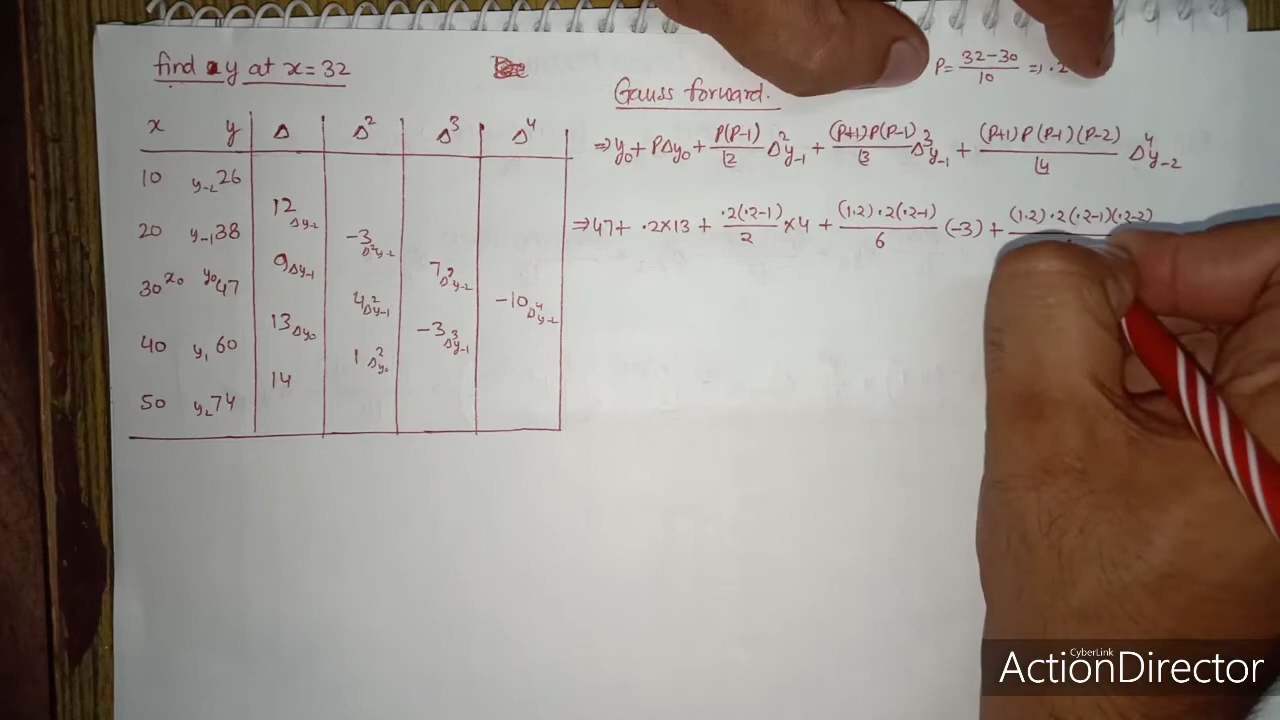 find y at x=32
P= 32-30/10 => .2
Gauss forward.
x y Δ Δ² Δ³ Δ⁴
⇒ y₀ + PΔy₀ + P(P-1)/|2 Δ²y₋₁ + (P+1)P(P-1)/|3 Δ³y₋₁ + (P+1)P(P-1)(P-2)/|4 Δ⁴y₋₂
10 y₋₂ 26
12 Δy₋₂
⇒ 47 + .2×13 + .2(.2-1)/2 ×4 + (1.2).2(.2-1)/6 (-3) + (1.2).2(.2-1)(.2-2)
20 y₋₁ 38
-3 Δ²y₋₂
9 Δy₋₁
7 Δ³y₋₂
30 x₀ y₀ 47
4 Δ²y₋₁
-10 Δ⁴y₋₂
13 Δy₀
-3 Δ³y₋₁
40 y₁ 60
1 Δ²y₀
14
50 y₂ 74
CyberLink
ActionDirector